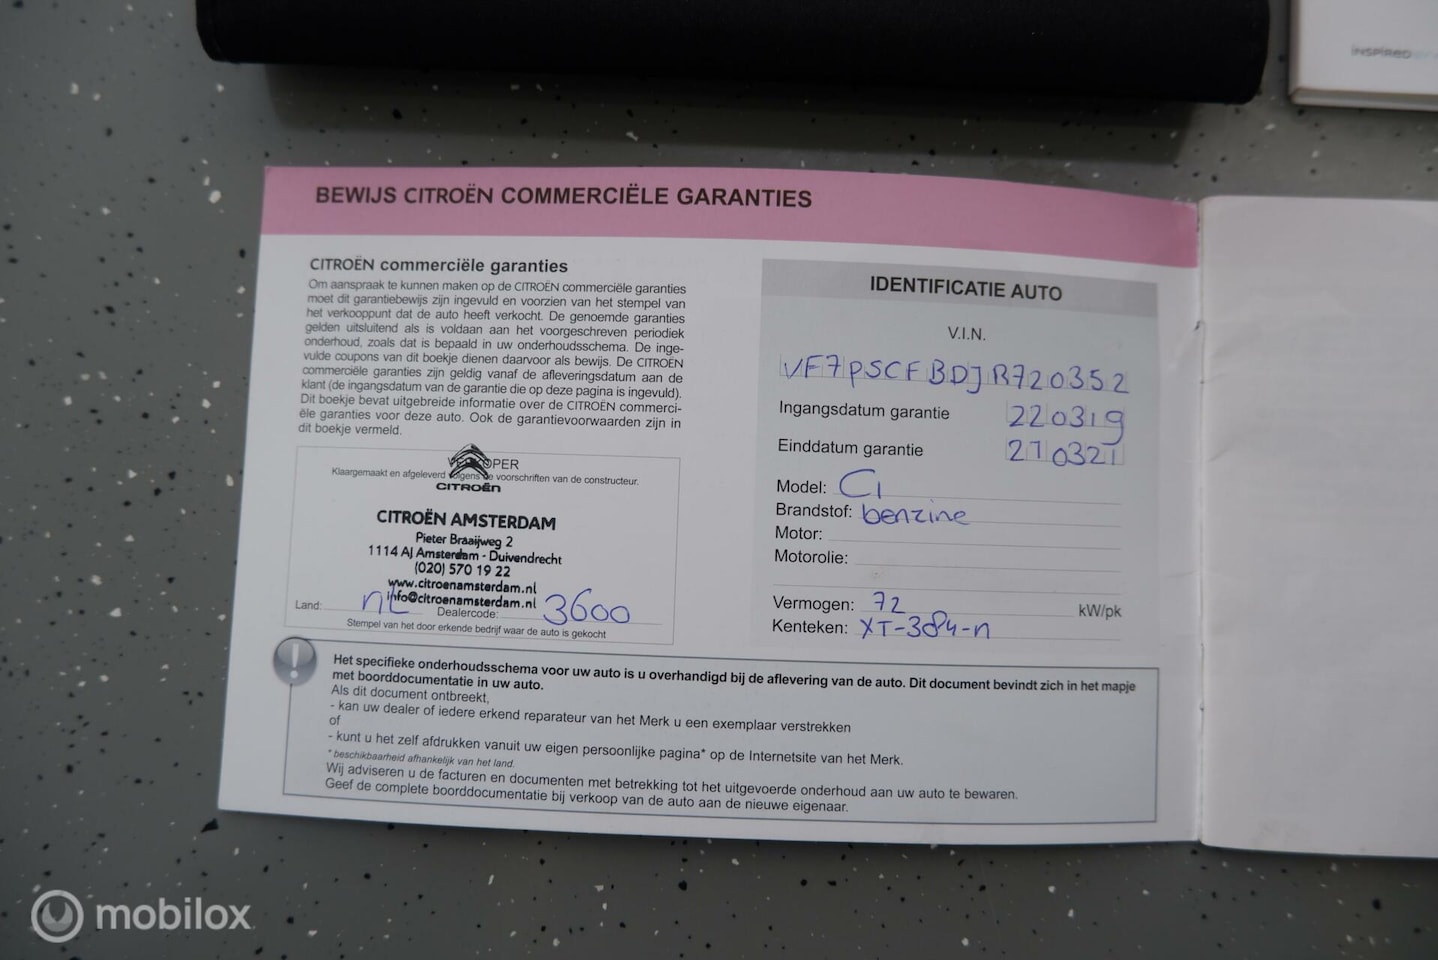 INSPIRED
BEWIJS CITROËN COMMERCIËLE GARANTIES
CITROËN commerciële garanties
Om aanspraak te kunnen maken op de CITROËN commerciële garanties
moet dit garantiebewijs zijn ingevuld en voorzien van het stempel van
het verkooppunt dat de auto heeft verkocht. De genoemde garanties
gelden uitsluitend als is voldaan aan het voorgeschreven periodiek
onderhoud, zoals dat is bepaald in uw onderhoudsschema. De inge-
vulde coupons van dit boekje dienen daarvoor als bewijs. De CITROËN
commerciële garanties zijn geldig vanaf de afleveringsdatum aan de
klant (de ingangsdatum van de garantie die op deze pagina is ingevuld).
Dit boekje bevat uitgebreide informatie over de CITROËN commerci-
ële garanties voor deze auto. Ook de garantievoorwaarden zijn in
dit boekje vermeld.
VERKOPER
Klaargemaakt en afgeleverd volgens de voorschriften van de constructeur.
CITROËN
CITROËN AMSTERDAM
Pieter Braaijweg 2
1114 AJ Amsterdam - Duivendrecht
(020) 570 19 22
www.citroenamsterdam.nl
info@citroenamsterdam.nl
Land: nl Dealercode: 3600
Stempel van het door erkende bedrijf waar de auto is gekocht
IDENTIFICATIE AUTO
V.I.N.
VF7PSCFBDJR720352
Ingangsdatum garantie 220319
Einddatum garantie 210321
Model: C1
Brandstof: benzine
Motor:
Motorolie:
Vermogen: 72 kW/pk
Kenteken: XT-384-n
Het specifieke onderhoudsschema voor uw auto is u overhandigd bij de aflevering van de auto. Dit document bevindt zich in het mapje
met boorddocumentatie in uw auto.
Als dit document ontbreekt,
- kan uw dealer of iedere erkend reparateur van het Merk u een exemplaar verstrekken
of
- kunt u het zelf afdrukken vanuit uw eigen persoonlijke pagina* op de Internetsite van het Merk.
* beschikbaarheid afhankelijk van het land.
Wij adviseren u de facturen en documenten met betrekking tot het uitgevoerde onderhoud aan uw auto te bewaren.
Geef de complete boorddocumentatie bij verkoop van de auto aan de nieuwe eigenaar.
mobilox